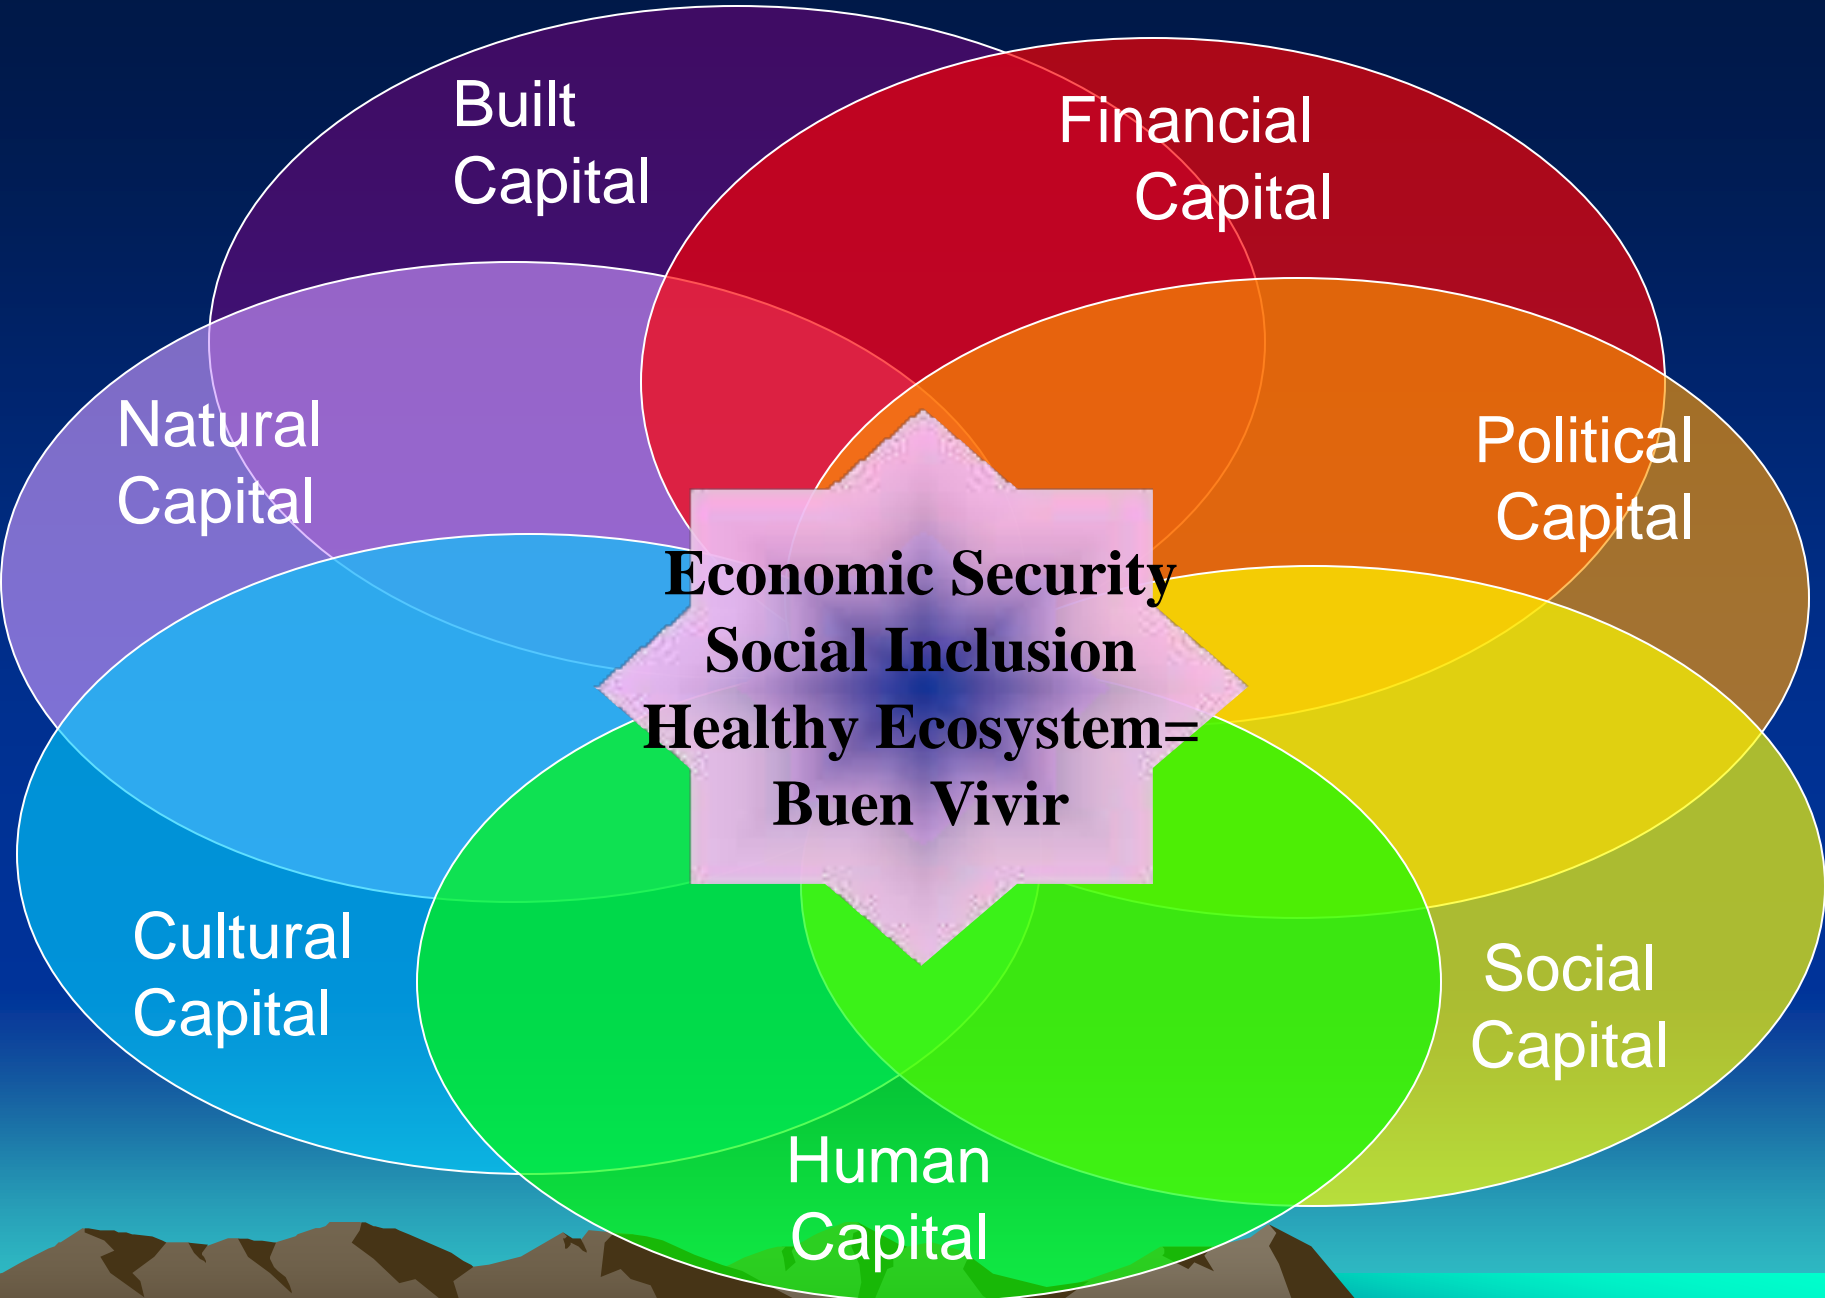 Built
Capital
Financial
Capital
Natural
Capital
Political
Capital
Economic Security
Social Inclusion
Healthy Ecosystem=
Buen Vivir
Cultural
Capital
Social
Capital
Human
Capital